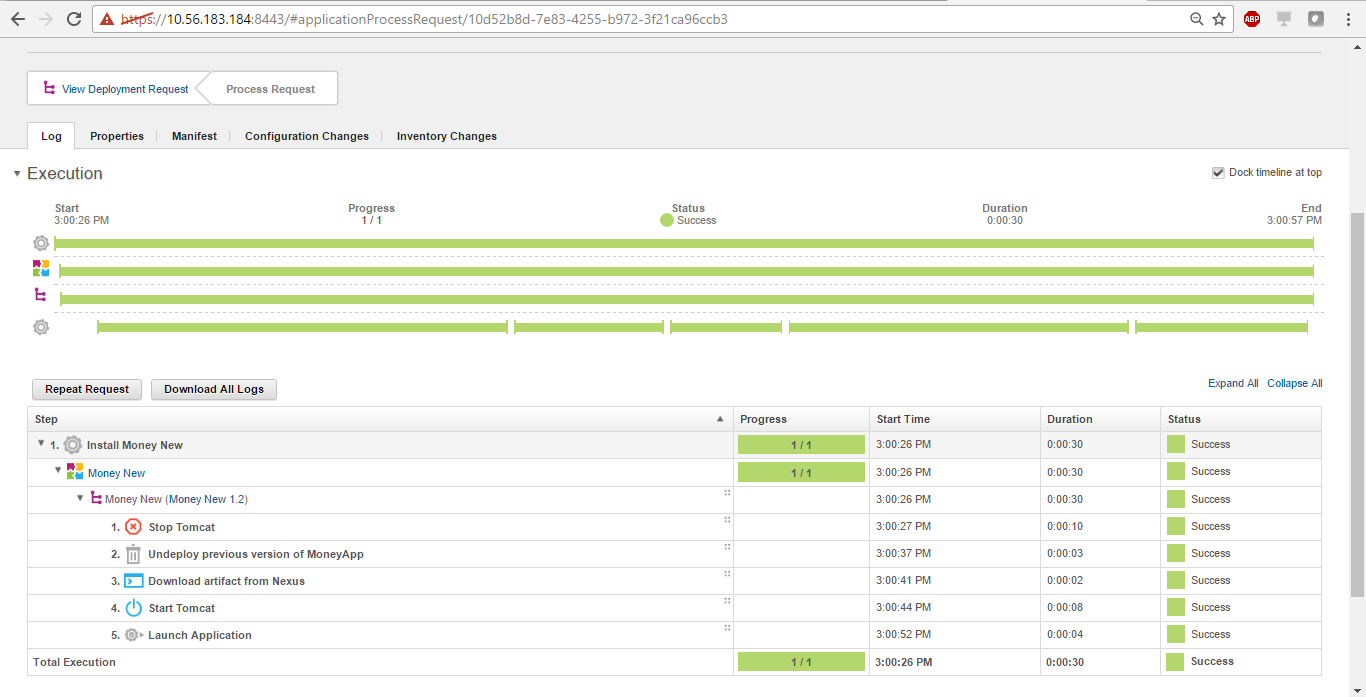 https://10.56.183.184:8443/#applicationProcessRequest/10d52b8d-7e83-4255-b972-3f21ca96ccb3
ABP
View Deployment Request Process Request
Log Properties Manifest Configuration Changes Inventory Changes
Execution Dock timeline at top
Start Progress Status Duration End
3:00:26 PM 1 / 1 Success 0:00:30 3:00:57 PM
Repeat Request Download All Logs Expand All Collapse All
Step Progress Start Time Duration Status
1. Install Money New 1 / 1 3:00:26 PM 0:00:30 Success
Money New 1 / 1 3:00:26 PM 0:00:30 Success
Money New (Money New 1.2) 3:00:26 PM 0:00:30 Success
1. Stop Tomcat 3:00:27 PM 0:00:10 Success
2. Undeploy previous version of MoneyApp 3:00:37 PM 0:00:03 Success
3. Download artifact from Nexus 3:00:41 PM 0:00:02 Success
4. Start Tomcat 3:00:44 PM 0:00:08 Success
5. Launch Application 3:00:52 PM 0:00:04 Success
Total Execution 1 / 1 3:00:26 PM 0:00:30 Success